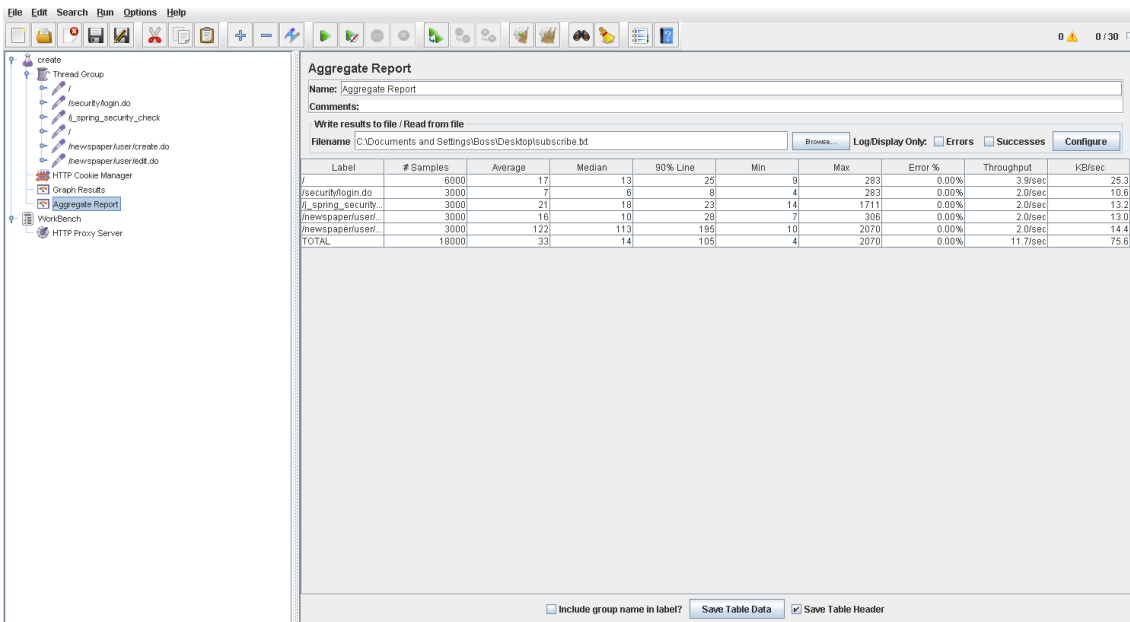 File Edit Search Run Options Help
0 0 / 30
create
Thread Group
/
/security/login.do
/j_spring_security_check
/
/newspaper/user/create.do
/newspaper/user/edit.do
HTTP Cookie Manager
Graph Results
Aggregate Report
WorkBench
HTTP Proxy Server
Aggregate Report
Name: Aggregate Report
Comments:
Write results to file / Read from file
Filename C:\Documents and Settings\Boss\Desktop\subscribe.txt Browse... Log/Display Only: Errors Successes Configure
Label # Samples Average Median 90% Line Min Max Error % Throughput KB/sec
/ 6000 17 13 25 9 283 0.00% 3.9/sec 25.3
/security/login.do 3000 7 6 8 4 283 0.00% 2.0/sec 10.6
/j_spring_security... 3000 21 18 23 14 1711 0.00% 2.0/sec 13.2
/newspaper/user/... 3000 16 10 28 7 306 0.00% 2.0/sec 13.0
/newspaper/user/... 3000 122 113 195 10 2070 0.00% 2.0/sec 14.4
TOTAL 18000 33 14 105 4 2070 0.00% 11.7/sec 75.6
Include group name in label? Save Table Data Save Table Header